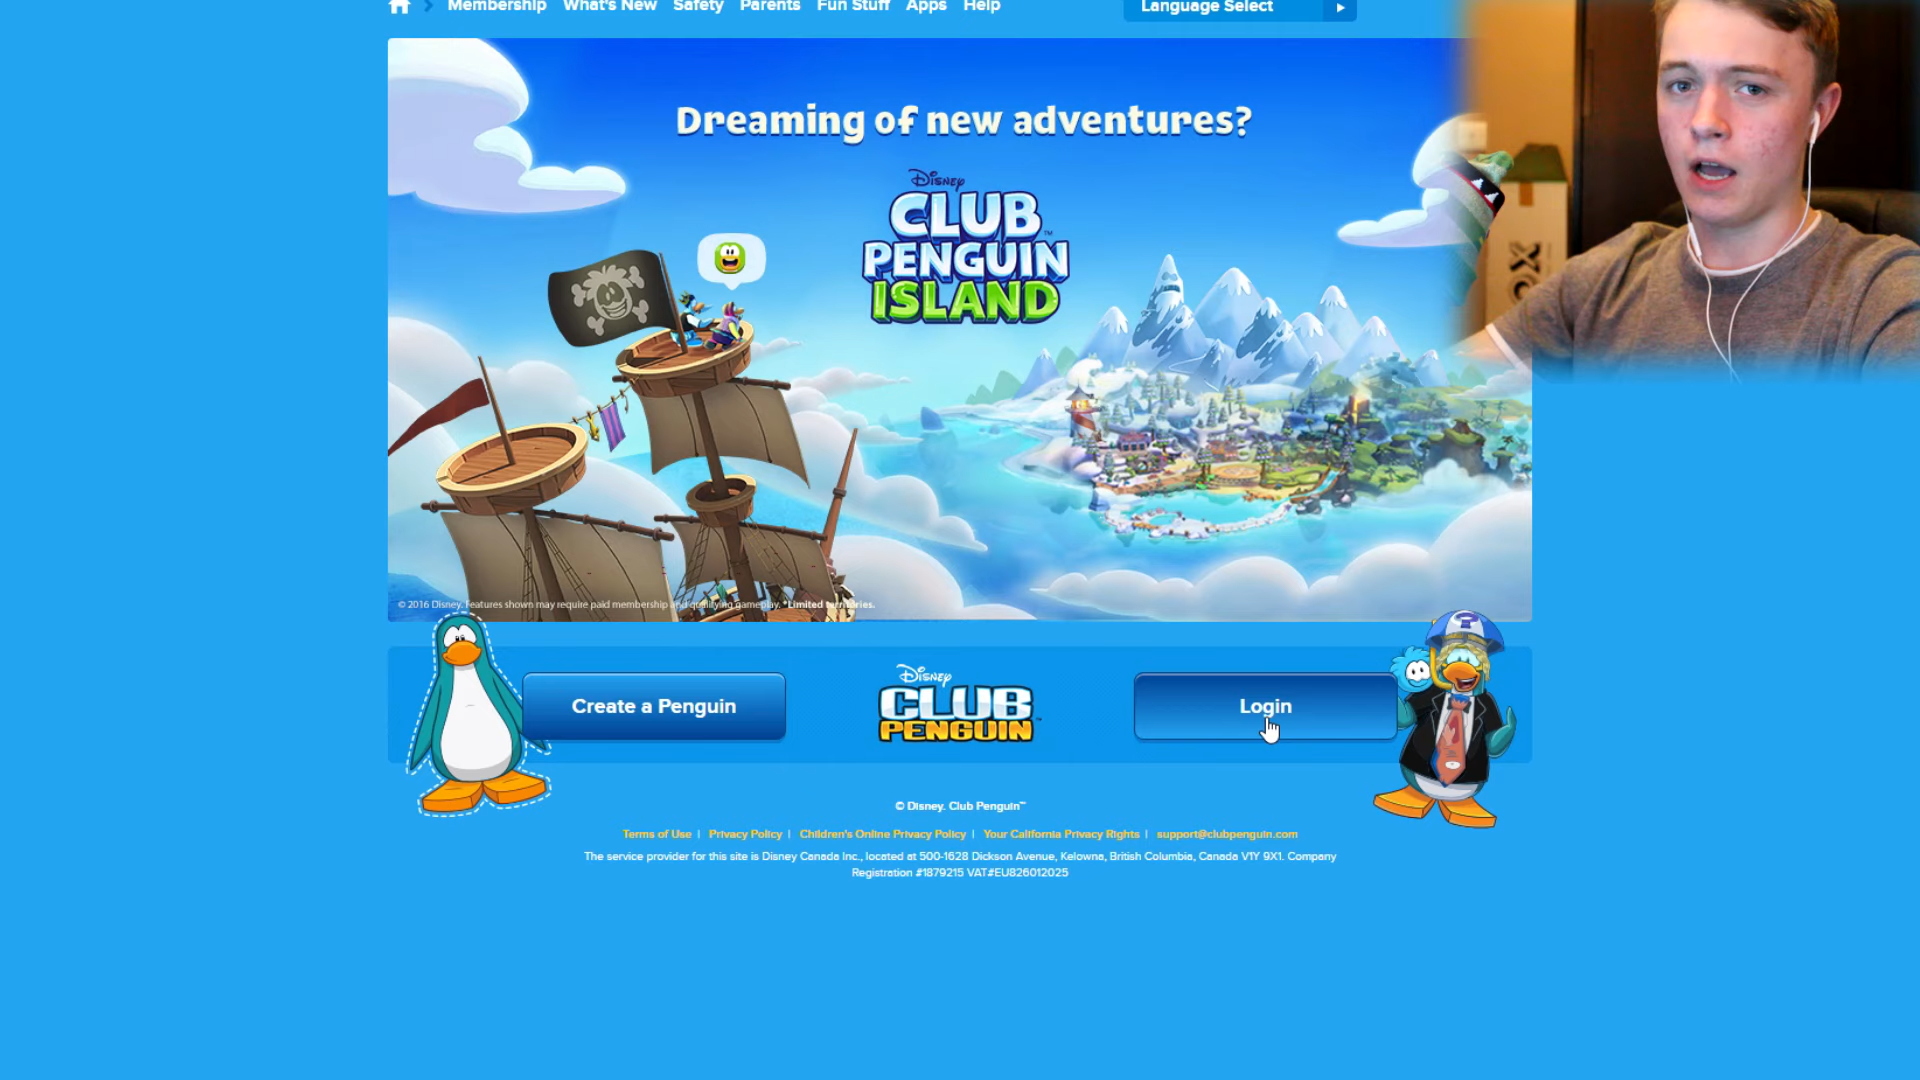 Membership What's New Safety Parents Fun Stuff Apps Help
Language Select
Dreaming of new adventures?
Disney
CLUB
PENGUIN
ISLAND
© 2016 Disney. Features shown may require paid membership and qualifying gameplay. *Limited territories.
Create a Penguin
Disney
CLUB
PENGUIN
Login
© Disney. Club Penguin™
Terms of Use | Privacy Policy | Children's Online Privacy Policy | Your California Privacy Rights | support@clubpenguin.com
The service provider for this site is Disney Canada Inc., located at 500-1628 Dickson Avenue, Kelowna, British Columbia, Canada V1Y 9X1. Company
Registration #1879215 VAT#EU826012025